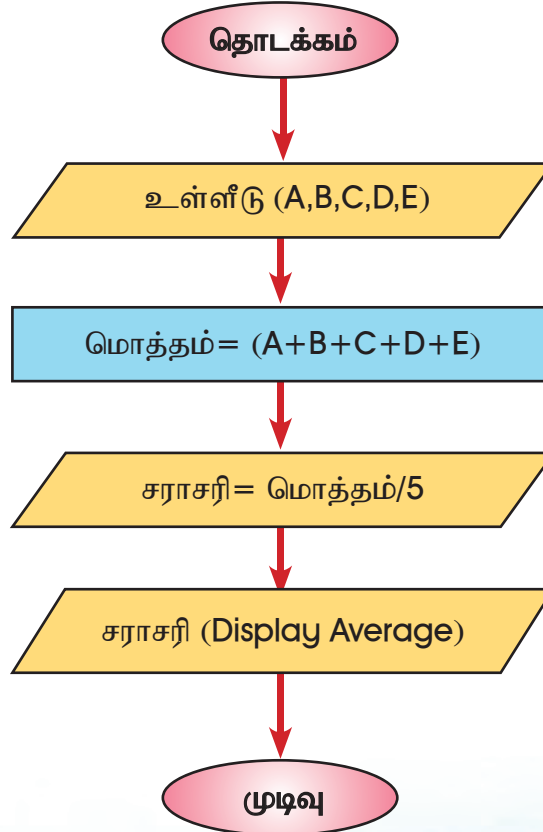 தொடக்கம்
உள்ளீடு (A,B,C,D,E)
மொத்தம்= (A+B+C+D+E)
சராசரி= மொத்தம்/5
சராசரி (Display Average)
முடிவு